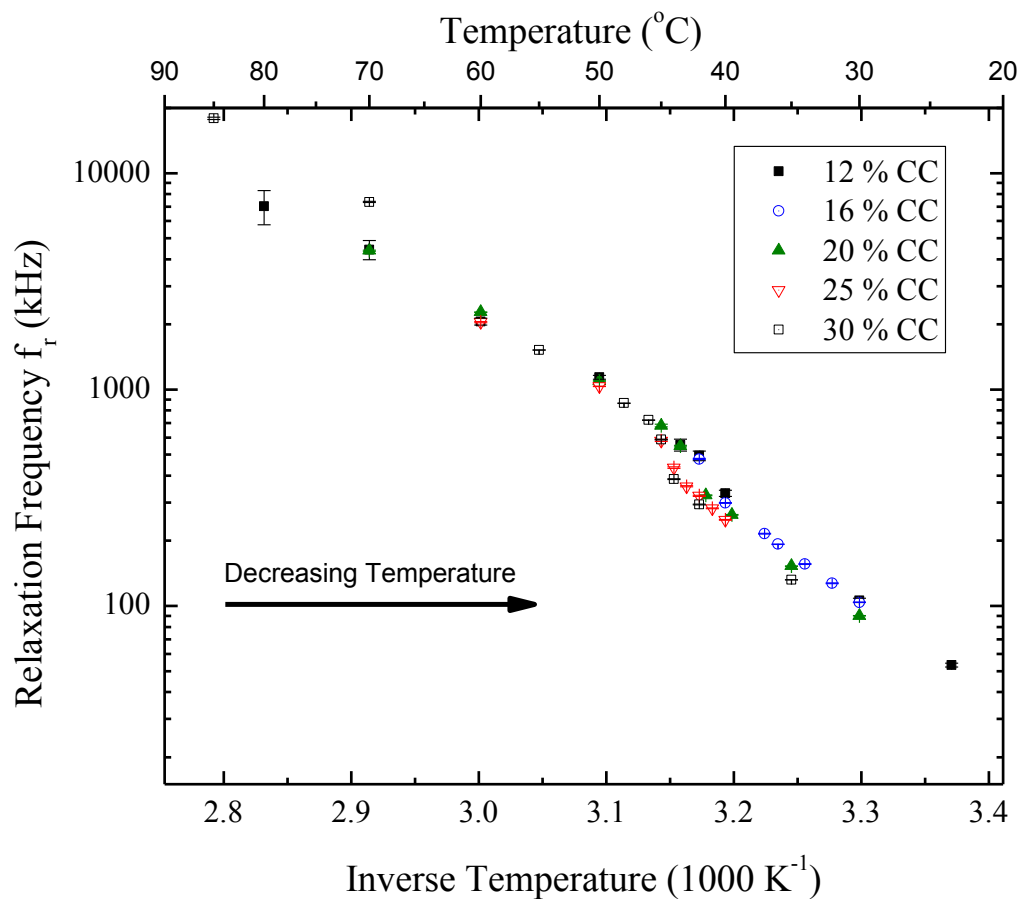 Temperature (°C)
90 80 70 60 50 40 30 20
10000
1000
100
Relaxation Frequency fr (kHz)
12 % CC
16 % CC
20 % CC
25 % CC
30 % CC
Decreasing Temperature
2.8 2.9 3.0 3.1 3.2 3.3 3.4
Inverse Temperature (1000 K-1)